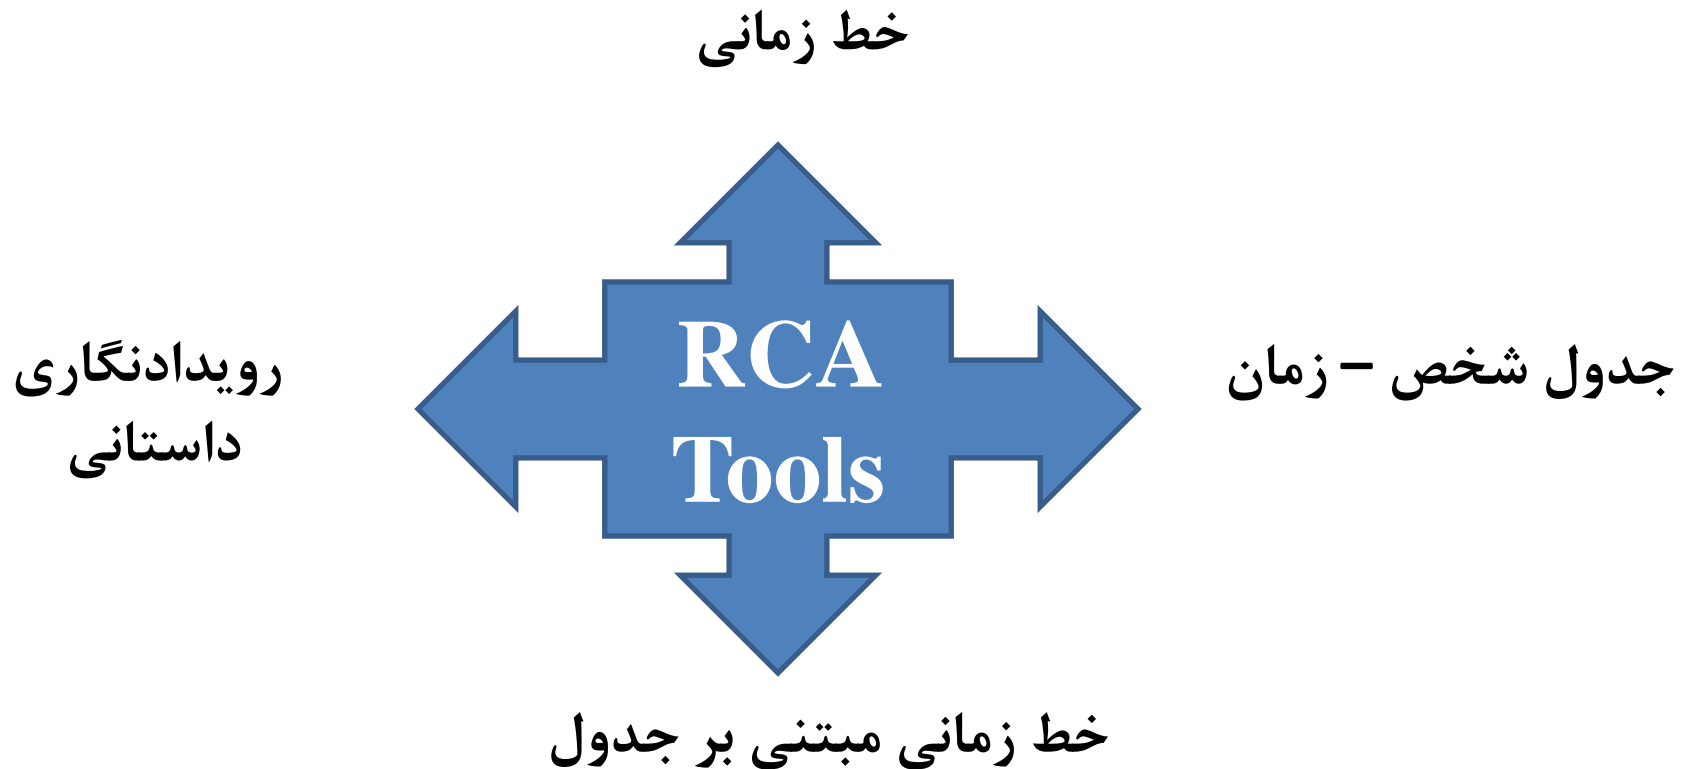 خط زمانی
RCA
Tools
جدول شخص – زمان
رویدادنگاری
داستانی
خط زمانی مبتنی بر جدول